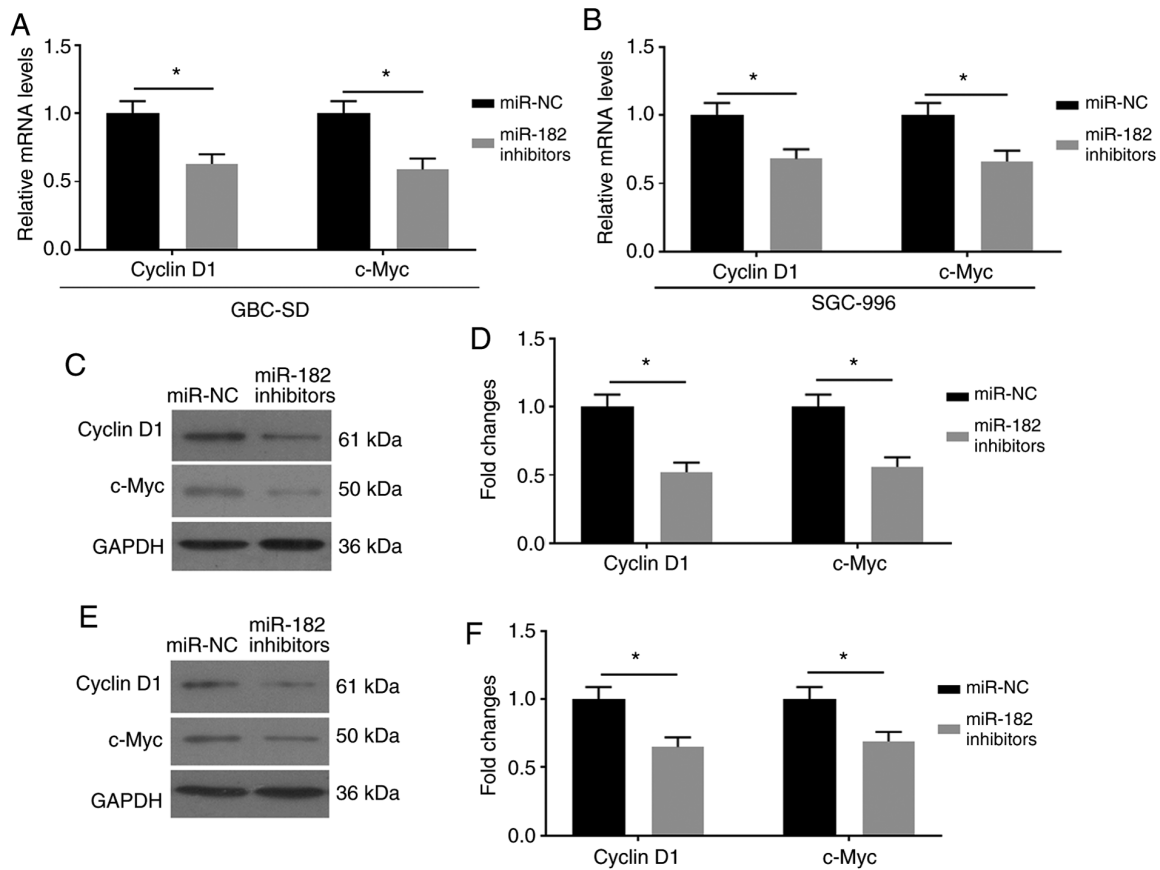 A
Relative mRNA levels
1.5
1.0
0.5
0.0
*
*
miR-NC
miR-182
inhibitors
Cyclin D1
c-Myc
GBC-SD
B
Relative mRNA levels
1.5
1.0
0.5
0.0
*
*
miR-NC
miR-182
inhibitors
Cyclin D1
c-Myc
SGC-996
C
miR-NC
miR-182
inhibitors
Cyclin D1
61 kDa
c-Myc
50 kDa
GAPDH
36 kDa
D
Fold changes
1.5
1.0
0.5
0.0
*
*
miR-NC
miR-182
inhibitors
Cyclin D1
c-Myc
E
miR-NC
miR-182
inhibitors
Cyclin D1
61 kDa
c-Myc
50 kDa
GAPDH
36 kDa
F
Fold changes
1.5
1.0
0.5
0.0
*
*
miR-NC
miR-182
inhibitors
Cyclin D1
c-Myc